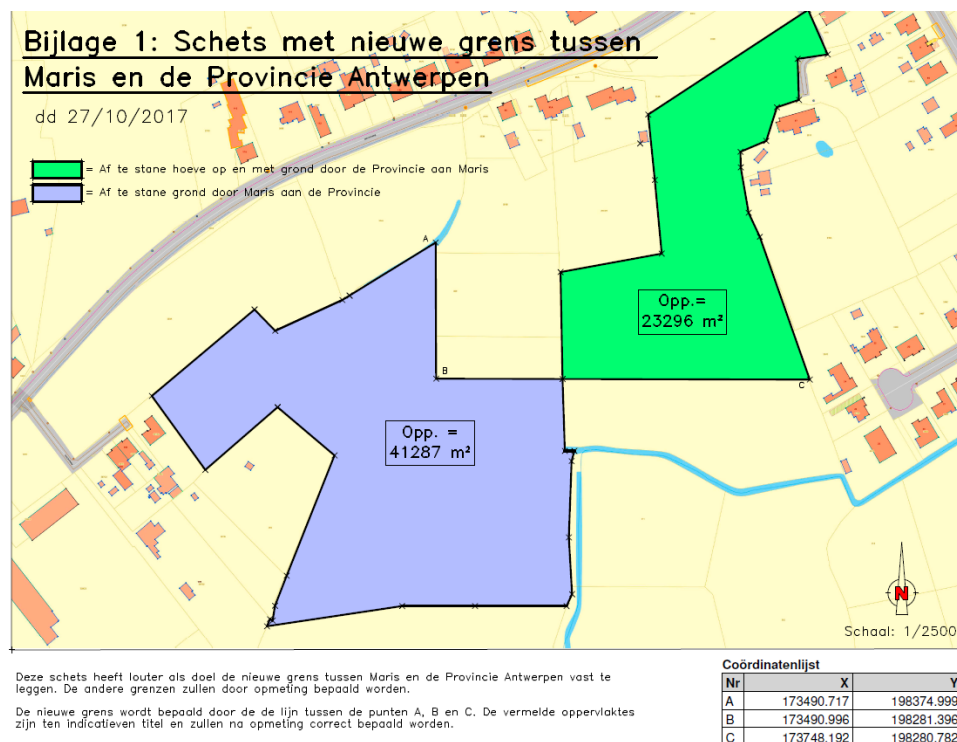 Bijlage 1: Schets met nieuwe grens tussen
Maris en de Provincie Antwerpen
dd 27/10/2017
= Af te stane hoeve op en met grond door de Provincie aan Maris
= Af te stane grond door Maris aan de Provincie
A
B
C
Opp.=
23296 m²
Opp. =
41287 m²
N
Schaal: 1/2500
Deze schets heeft louter als doel de nieuwe grens tussen Maris en de Provincie Antwerpen vast te
leggen. De andere grenzen zullen door opmeting bepaald worden.
De nieuwe grens wordt bepaald door de de lijn tussen de punten A, B en C. De vermelde oppervlaktes
zijn ten indicatieven titel en zullen na opmeting correct bepaald worden.
Coördinatenlijst
Nr X Y
A 173490.717 198374.999
B 173490.996 198281.396
C 173748.192 198280.782